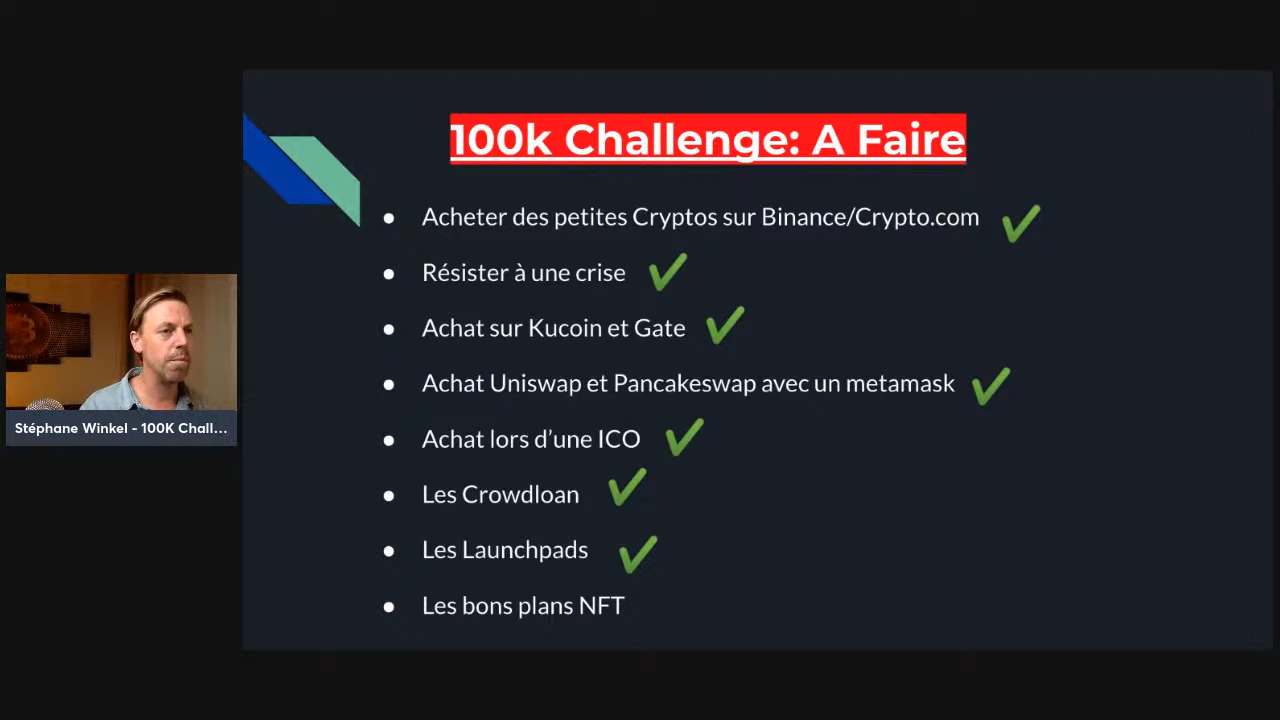 100k Challenge: A Faire
Acheter des petites Cryptos sur Binance/Crypto.com
Résister à une crise
Achat sur Kucoin et Gate
Achat Uniswap et Pancakeswap avec un metamask
Achat lors d’une ICO
Les Crowdloan
Les Launchpads
Les bons plans NFT
Stéphane Winkel - 100K Chall...